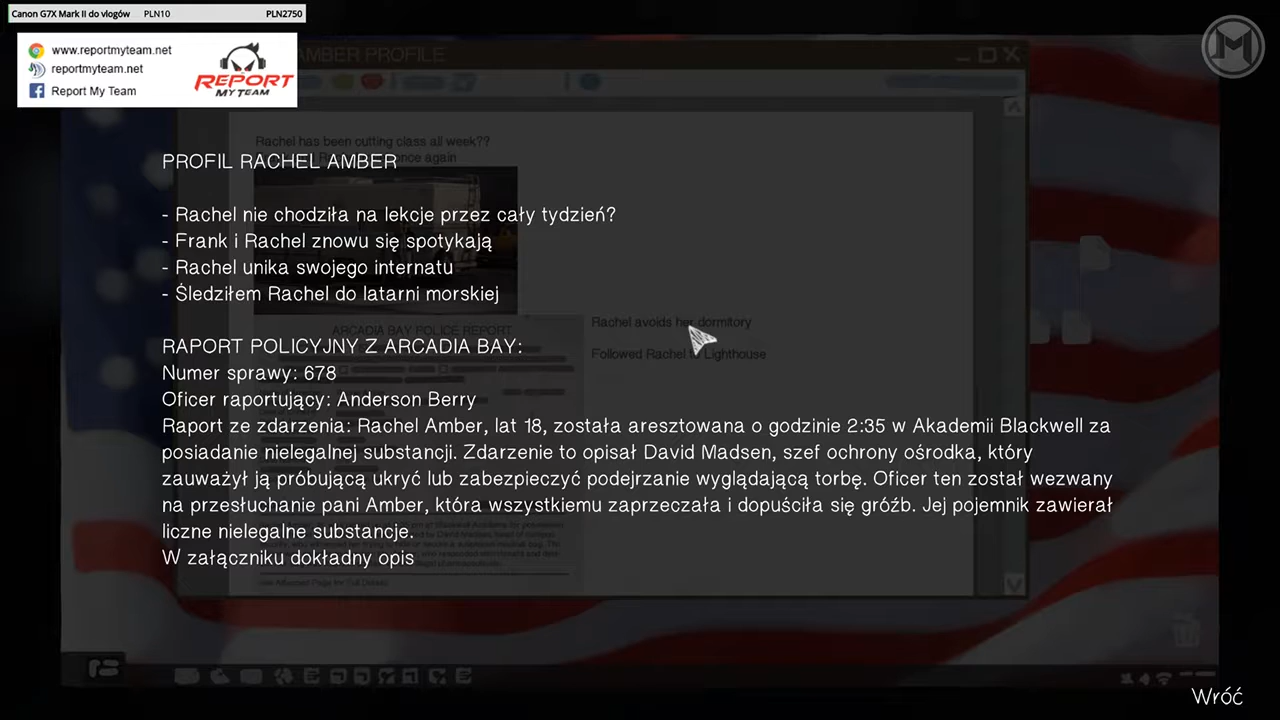 Canon G7X Mark II do vlogów PLN10 PLN2750
www.reportmyteam.net
reportmyteam.net
Report My Team
REPORT
MY TEAM
AMBER PROFILE
Rachel has been cutting class all week??
once again
PROFIL RACHEL AMBER
- Rachel nie chodziła na lekcje przez cały tydzień?
- Frank i Rachel znowu się spotykają
- Rachel unika swojego internatu
- Śledziłem Rachel do latarni morskiej
Rachel avoids her dormitory
ARCADIA BAY POLICE REPORT
Followed Rachel to Lighthouse
RAPORT POLICYJNY Z ARCADIA BAY:
Numer sprawy: 678
Oficer raportujący: Anderson Berry
Raport ze zdarzenia: Rachel Amber, lat 18, została aresztowana o godzinie 2:35 w Akademii Blackwell za
posiadanie nielegalnej substancji. Zdarzenie to opisał David Madsen, szef ochrony ośrodka, który
zauważył ją próbującą ukryć lub zabezpieczyć podejrzanie wyglądającą torbę. Oficer ten został wezwany
na przesłuchanie pani Amber, która wszystkiemu zaprzeczała i dopuściła się gróźb. Jej pojemnik zawierał
liczne nielegalne substancje.
W załączniku dokładny opis
Wróć